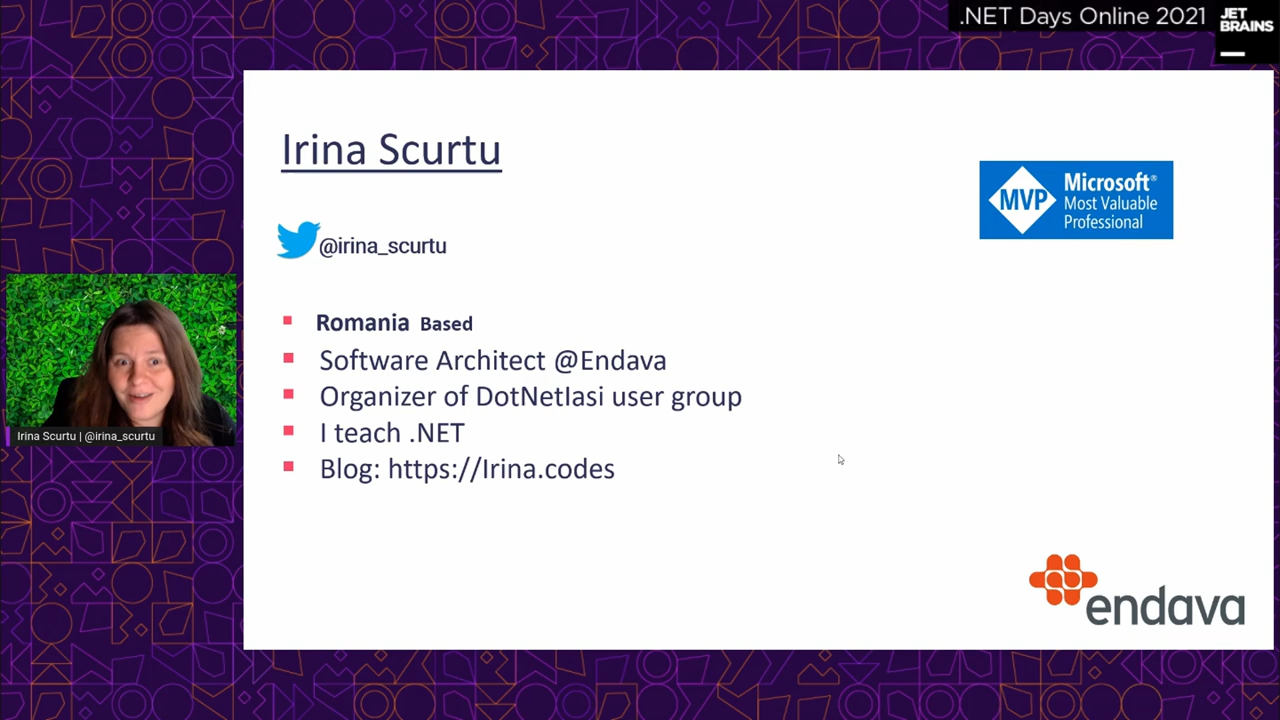 .NET Days Online 2021
JET
BRAINS
Irina Scurtu
MVP
Microsoft®
Most Valuable
Professional
@irina_scurtu
Romania Based
Software Architect @Endava
Organizer of DotNetIasi user group
I teach .NET
Blog: https://Irina.codes
Irina Scurtu | @irina_scurtu
endava